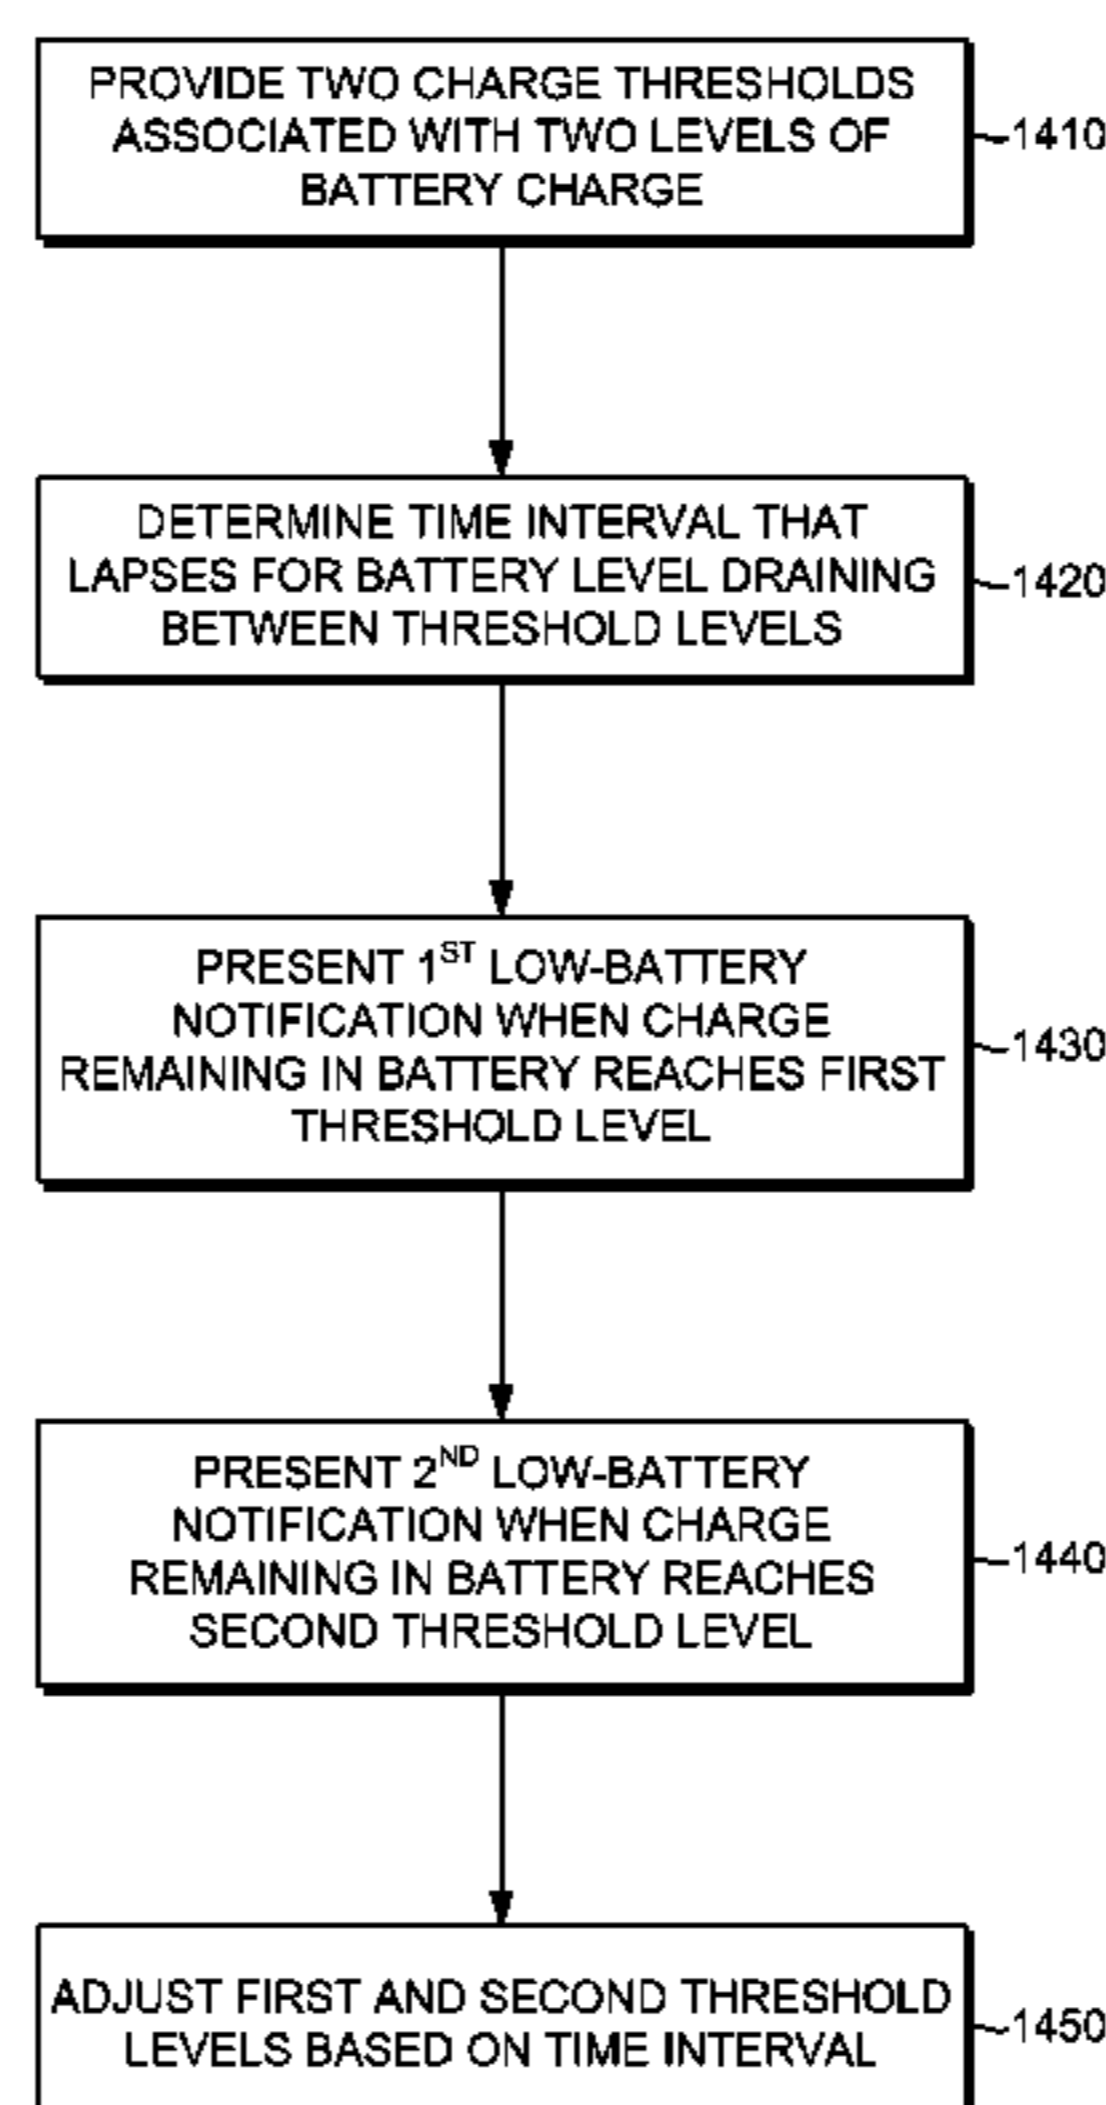 PROVIDE TWO CHARGE THRESHOLDS
ASSOCIATED WITH TWO LEVELS OF
BATTERY CHARGE
1410
DETERMINE TIME INTERVAL THAT
LAPSES FOR BATTERY LEVEL DRAINING
BETWEEN THRESHOLD LEVELS
1420
PRESENT 1ST LOW-BATTERY
NOTIFICATION WHEN CHARGE
REMAINING IN BATTERY REACHES FIRST
THRESHOLD LEVEL
1430
PRESENT 2ND LOW-BATTERY
NOTIFICATION WHEN CHARGE
REMAINING IN BATTERY REACHES
SECOND THRESHOLD LEVEL
1440
ADJUST FIRST AND SECOND THRESHOLD
LEVELS BASED ON TIME INTERVAL
1450